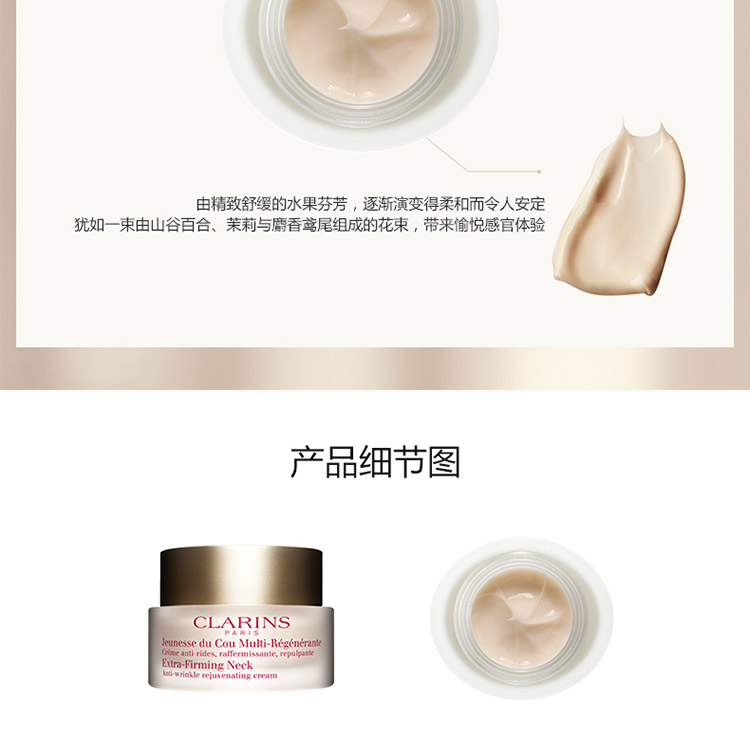 由精致舒缓的水果芬芳，逐渐演变得柔和而令人安定
犹如一束由山谷百合、茉莉与麝香鸢尾组成的花束，带来愉悦感官体验
产品细节图
CLARINS
PARIS
Jeunesse du Cou Multi-Régénérante
Crème anti-rides, raffermissante, repulpante
Extra-Firming Neck
Anti-wrinkle rejuvenating cream